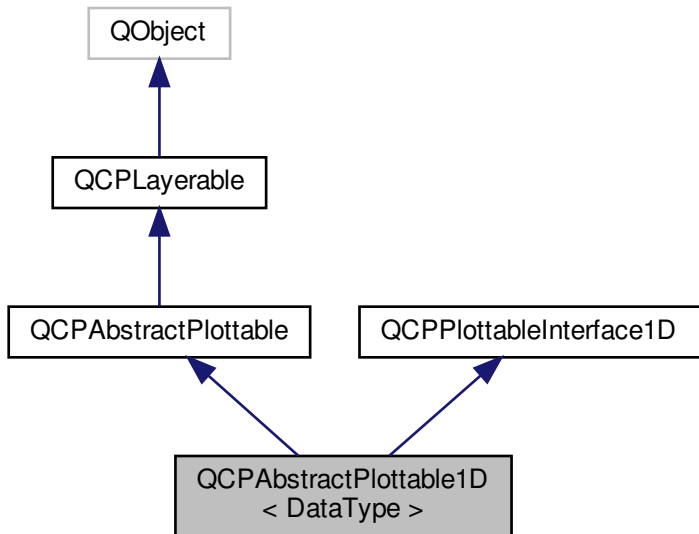 QObject
QCPLayerable
QCPAbstractPlottable
QCPPlottableInterface1D
QCPAbstractPlottable1D
< DataType >